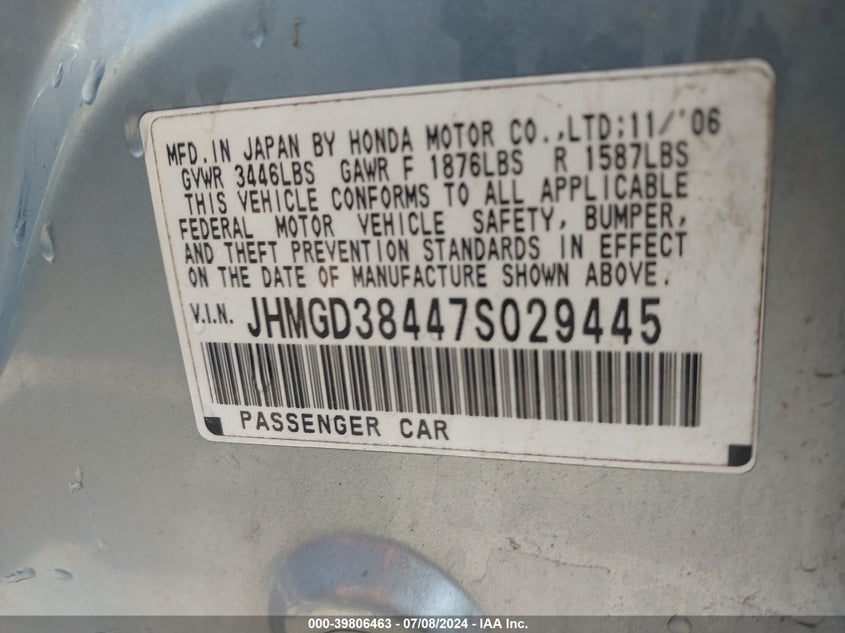 MFD. IN JAPAN BY HONDA MOTOR CO.,LTD:11/'06
GVWR 3446LBS GAWR F 1876LBS R 1587LBS
THIS VEHICLE CONFORMS TO ALL APPLICABLE
FEDERAL MOTOR VEHICLE SAFETY, BUMPER,
AND THEFT PREVENTION STANDARDS IN EFFECT
ON THE DATE OF MANUFACTURE SHOWN ABOVE.
V.I.N. JHMGD38447S029445
PASSENGER CAR
000-39806463 - 07/08/2024 - IAA Inc.